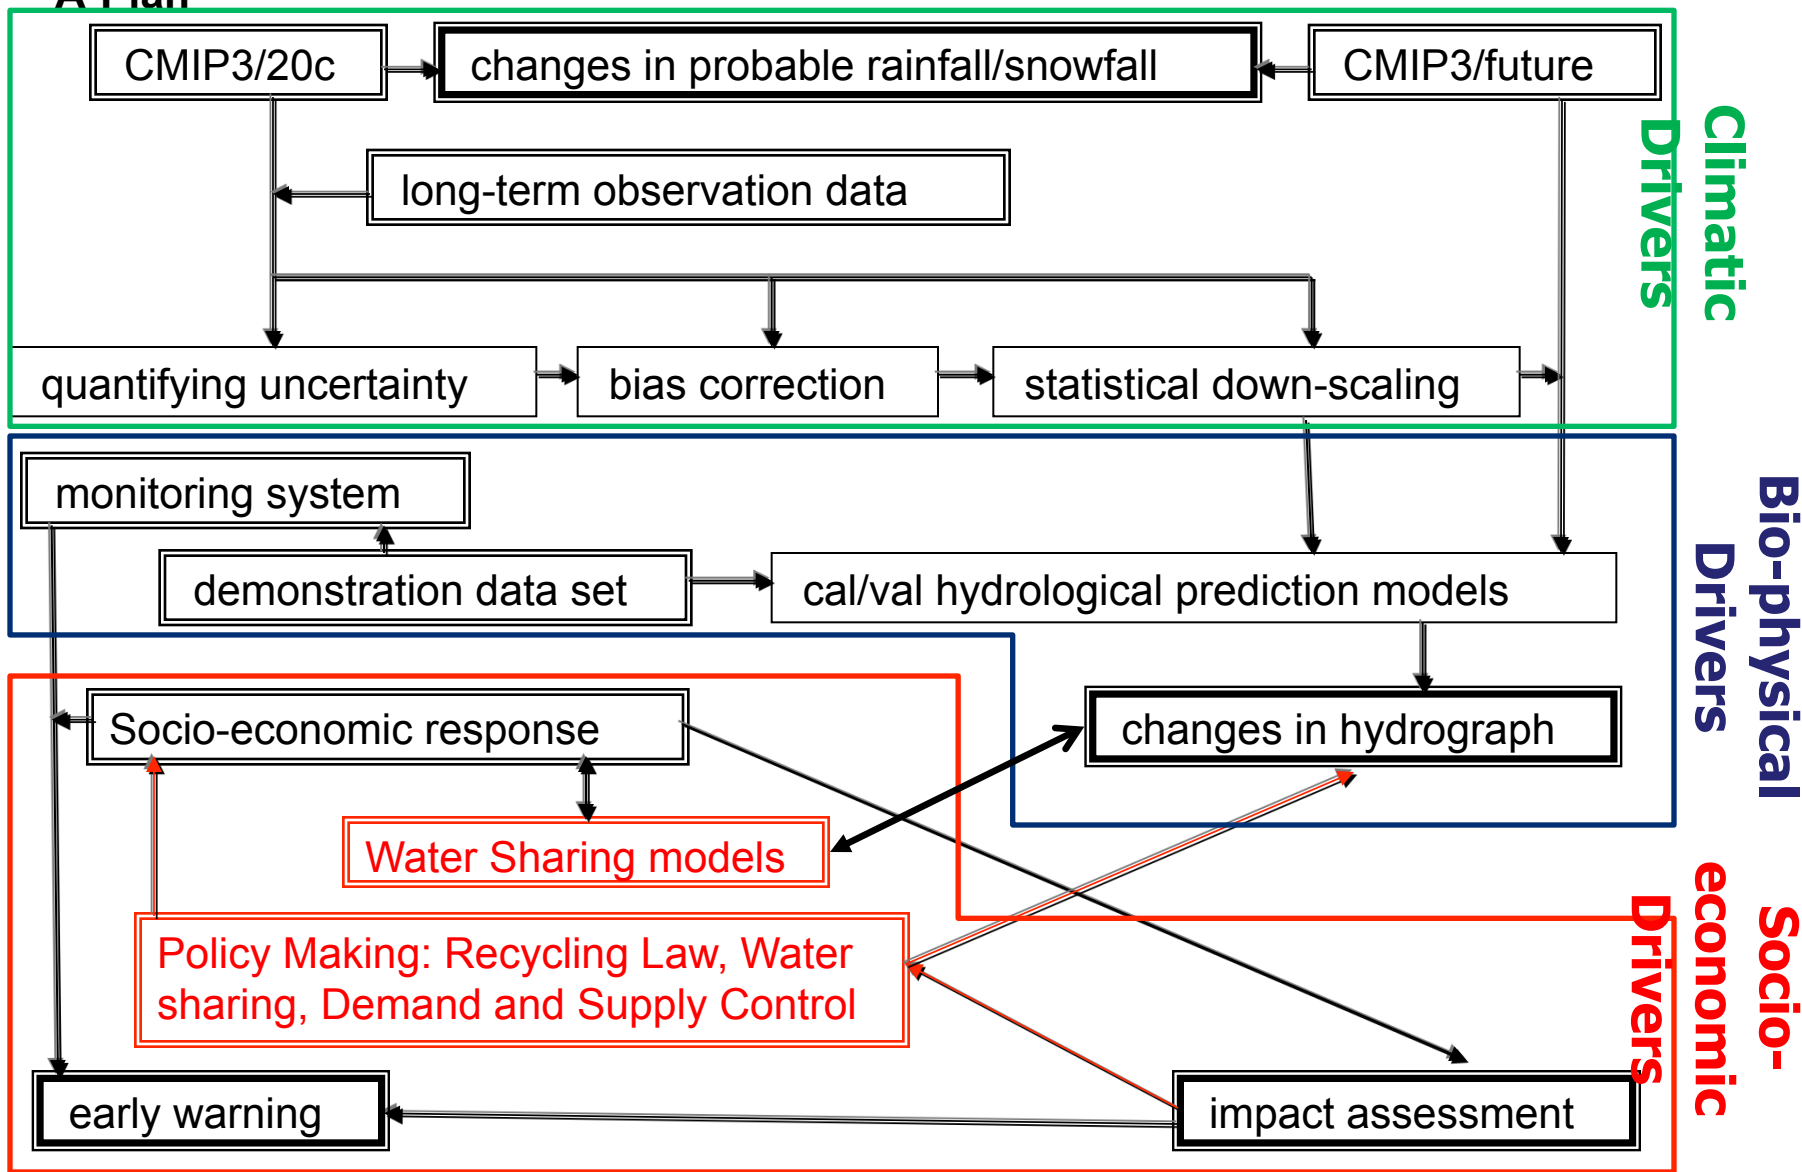 A Plan
CMIP3/20c
changes in probable rainfall/snowfall
CMIP3/future
long-term observation data
quantifying uncertainty
bias correction
statistical down-scaling
Climatic
Drivers
monitoring system
demonstration data set
cal/val hydrological prediction models
changes in hydrograph
Bio-physical
Drivers
Socio-economic response
Water Sharing models
Policy Making: Recycling Law, Water
sharing, Demand and Supply Control
early warning
impact assessment
Socio-
economic
Drivers